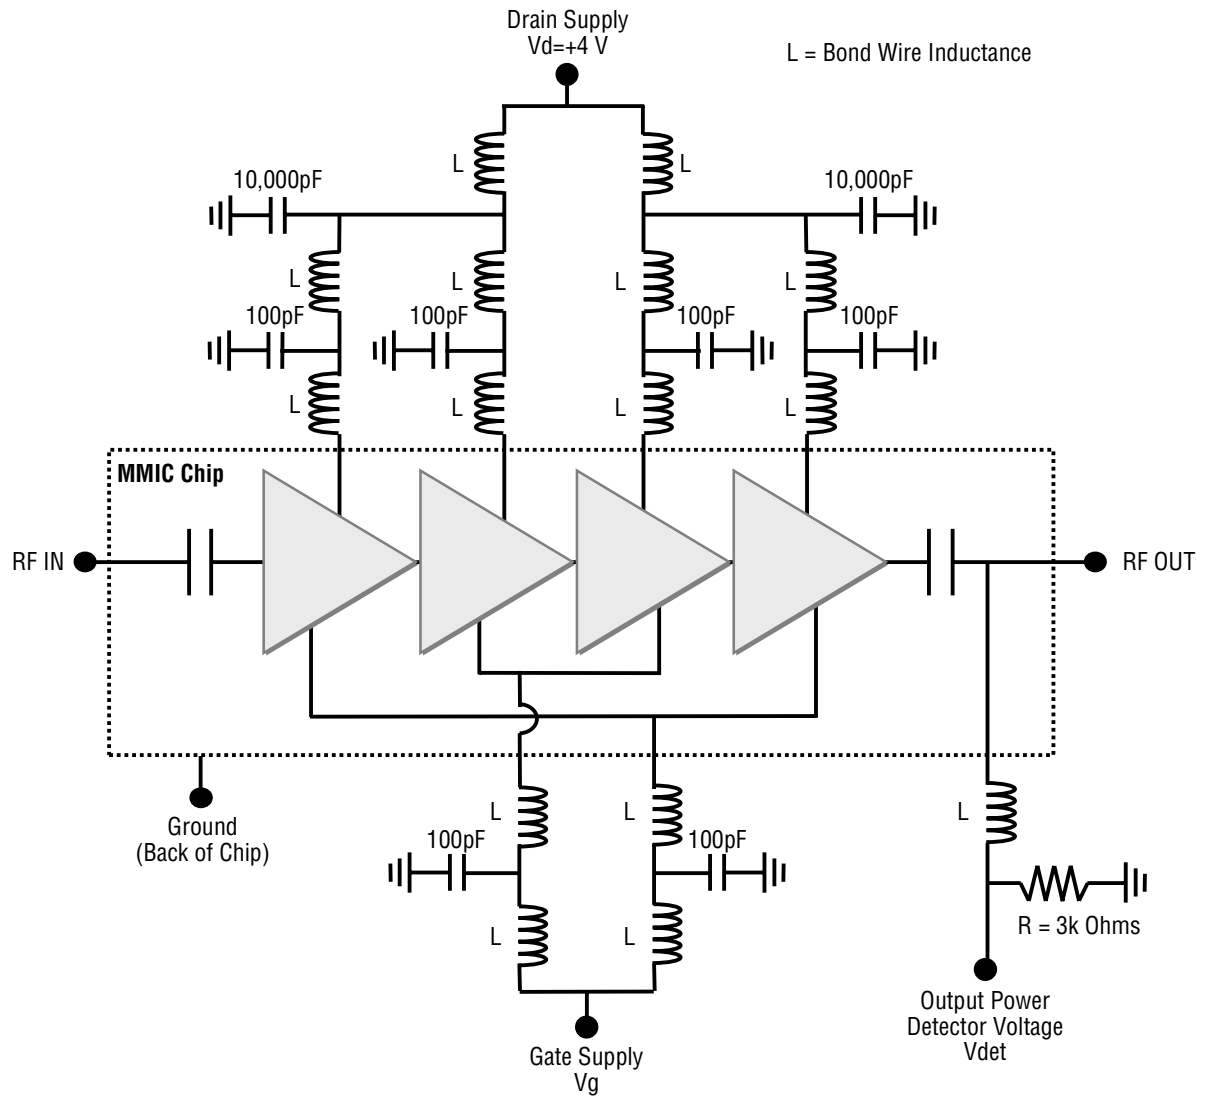 Drain Supply
Vd=+4 V
L = Bond Wire Inductance
L
L
10,000pF
10,000pF
L
L
L
L
100pF
100pF
100pF
100pF
L
L
L
L
MMIC Chip
RF IN
RF OUT
Ground
(Back of Chip)
L
L
L
100pF
100pF
L
L
R = 3k Ohms
Output Power
Detector Voltage
Vdet
Gate Supply
Vg